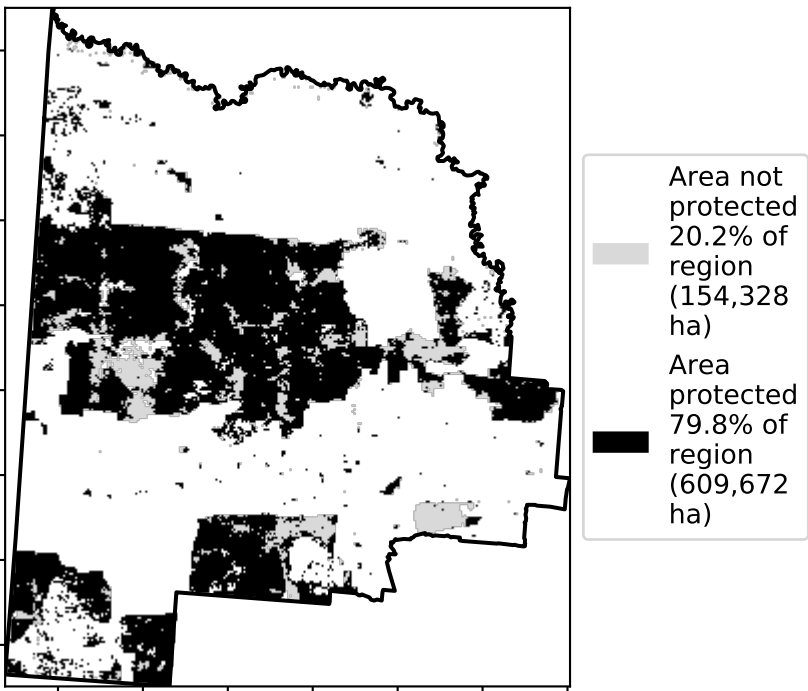 Area not
protected
20.2% of
region
(154,328
ha)
Area
protected
79.8% of
region
(609,672
ha)